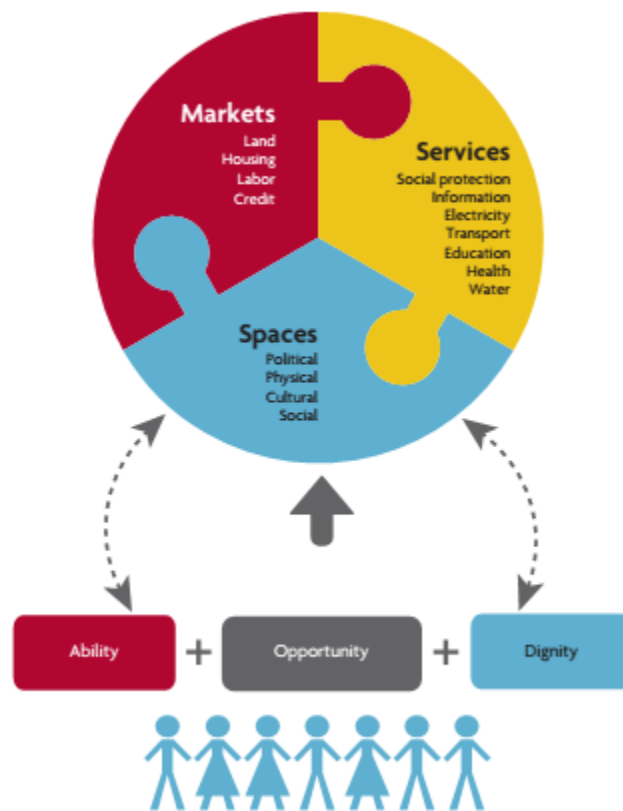 Markets
Land
Housing
Labor
Credit
Services
Social protection
Information
Electricity
Transport
Education
Health
Water
Spaces
Political
Physical
Cultural
Social
Ability + Opportunity + Dignity